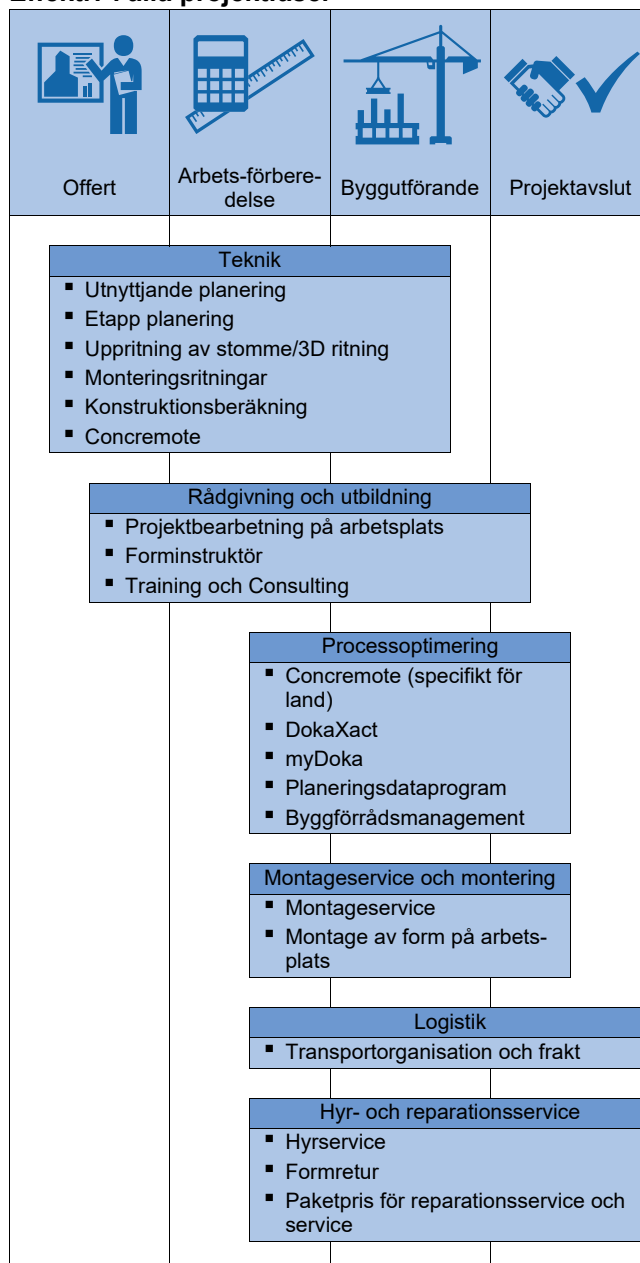 Effektiv i alla projektfaser
Offert
Arbets-förbere-
delse
Byggutförande
Projektavslut
Teknik
▪ Utnyttjande planering
▪ Etapp planering
▪ Uppritning av stomme/3D ritning
▪ Monteringsritningar
▪ Konstruktionsberäkning
▪ Concremote
Rådgivning och utbildning
▪ Projektbearbetning på arbetsplats
▪ Forminstruktör
▪ Training och Consulting
Processoptimering
▪ Concremote (specifikt för
land)
▪ DokaXact
▪ myDoka
▪ Planeringsdataprogram
▪ Byggförrådsmanagement
Montageservice och montering
▪ Montageservice
▪ Montage av form på arbets-
plats
Logistik
▪ Transportorganisation och frakt
Hyr- och reparationsservice
▪ Hyrservice
▪ Formretur
▪ Paketpris för reparationsservice och
service